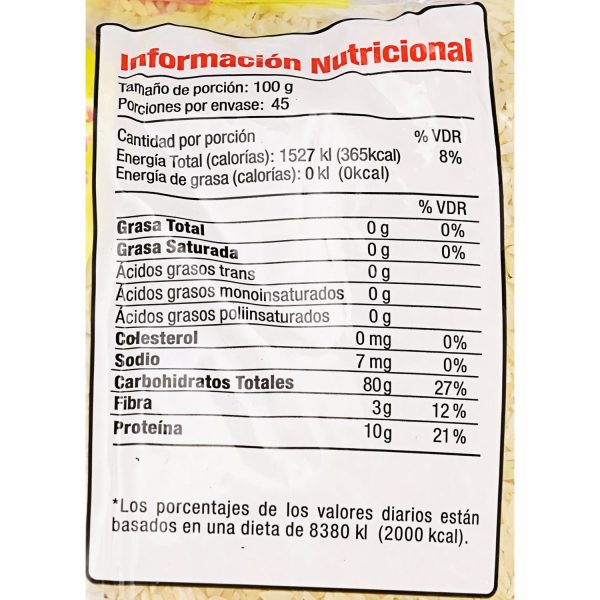 Información Nutricional
Tamaño de porción: 100 g
Porciones por envase: 45
Cantidad por porción % VDR
Energía Total (calorías): 1527 kl (365kcal) 8%
Energía de grasa (calorías): 0 kl (0kcal)
% VDR
Grasa Total 0 g 0%
Grasa Saturada 0 g 0%
Ácidos grasos trans 0 g
Ácidos grasos monoinsaturados 0 g
Ácidos grasos poliinsaturados 0 g
Colesterol 0 mg 0%
Sodio 7 mg 0%
Carbohidratos Totales 80g 27%
Fibra 3g 12%
Proteína 10g 21%
*Los porcentajes de los valores diarios están
basados en una dieta de 8380 kl (2000 kcal).